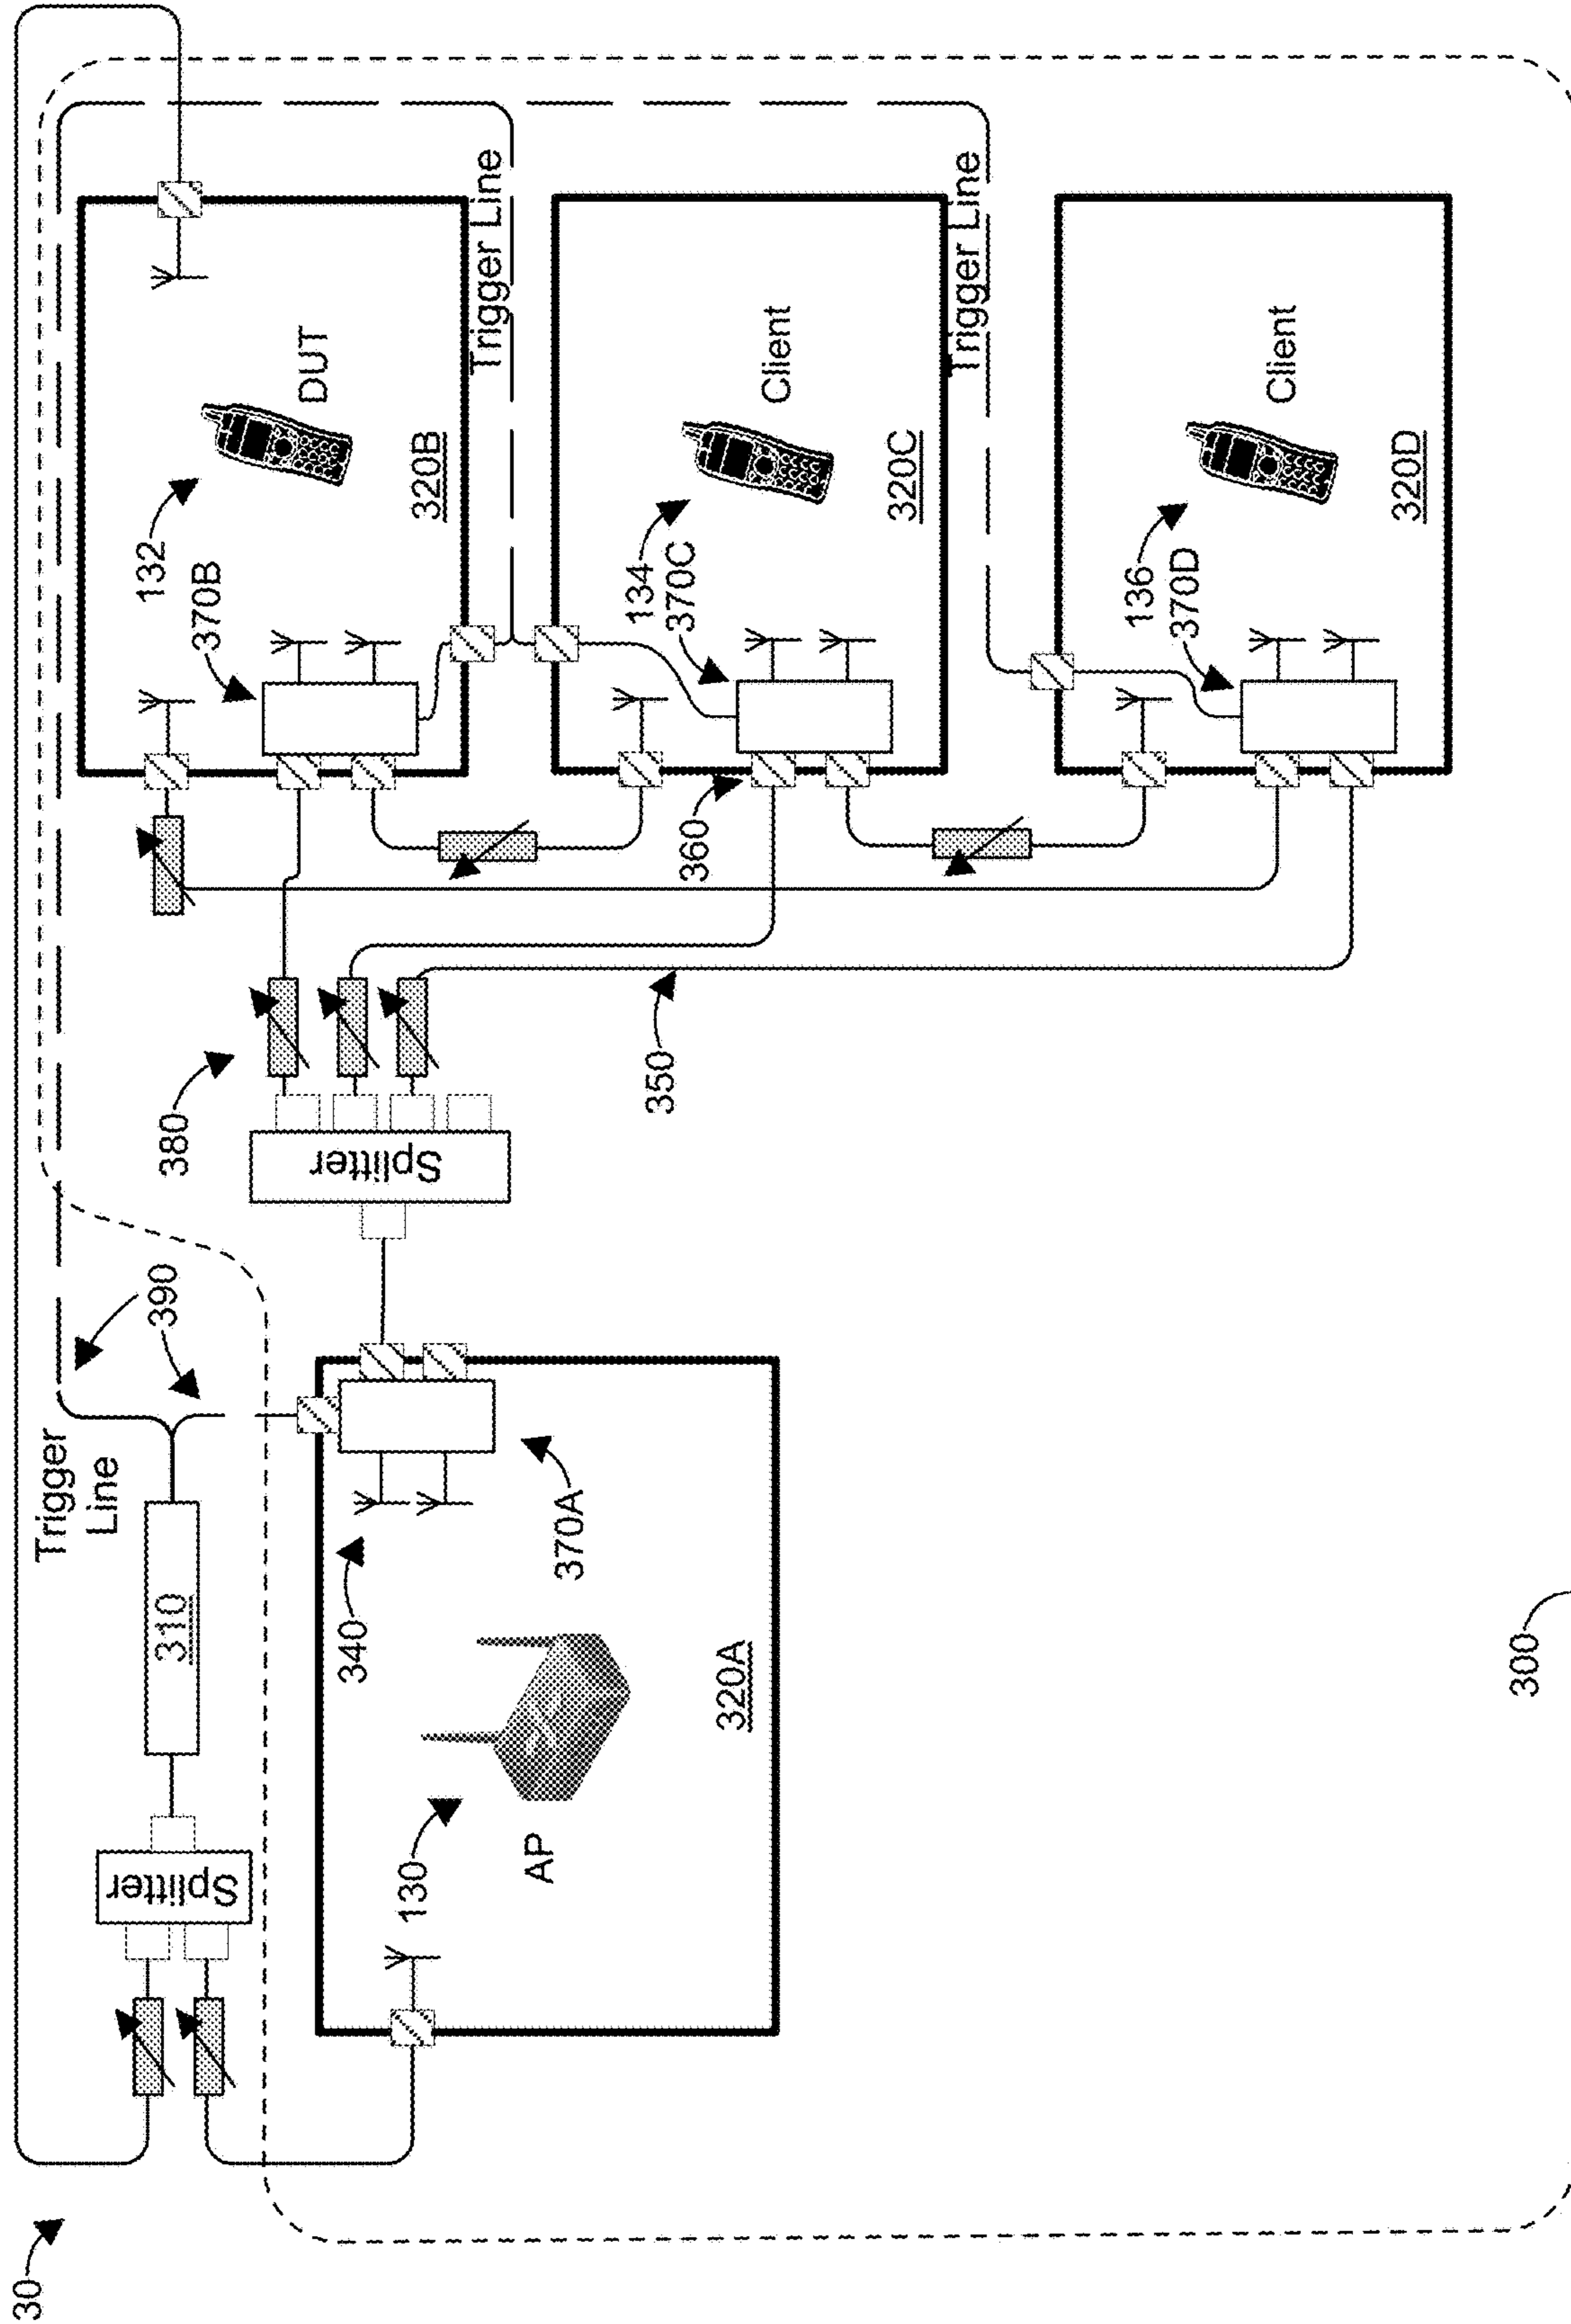 30
Trigger
Line
132
390
310
Splitter
380
370B
DUT
340
Splitter
130
320B
Trigger Line
AP
370A
134
350
370C
360
320A
Client
320C
Trigger Line
136
370D
Client
320D
300